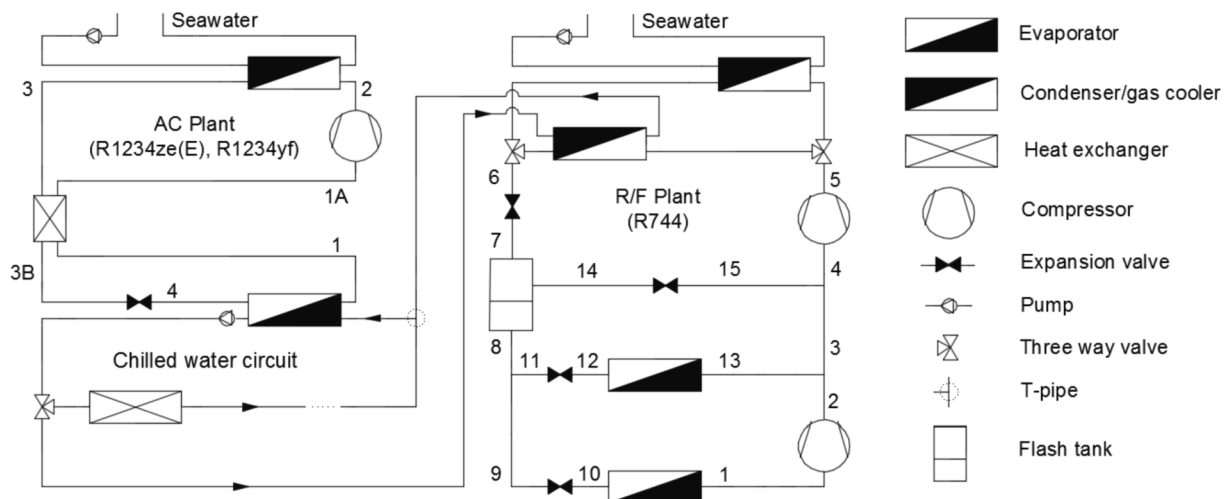 Seawater
3
2
AC Plant
(R1234ze(E), R1234yf)
1A
1
3B
4
Chilled water circuit
Seawater
6
5
R/F Plant
(R744)
7
14
15
4
8
11
12
13
3
2
9
10
1
Evaporator
Condenser/gas cooler
Heat exchanger
Compressor
Expansion valve
Pump
Three way valve
T-pipe
Flash tank